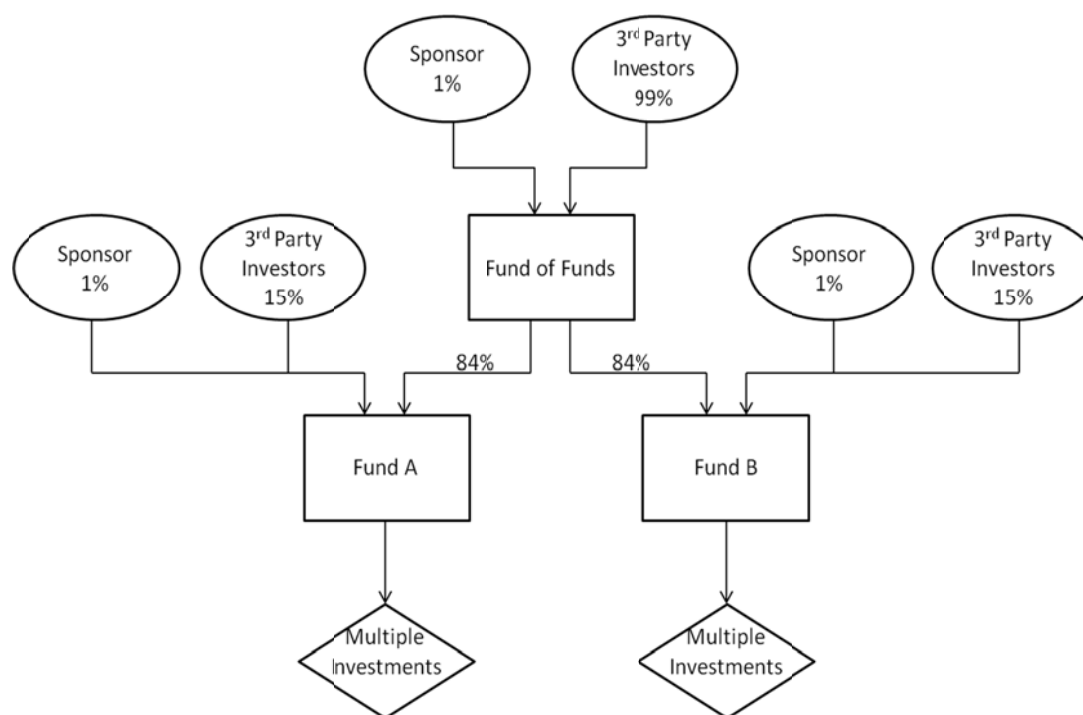 Sponsor
1%
3rd Party
Investors
99%
Sponsor
1%
3rd Party
Investors
15%
Fund of Funds
Sponsor
1%
3rd Party
Investors
15%
84%
84%
Fund A
Fund B
Multiple
Investments
Multiple
Investments